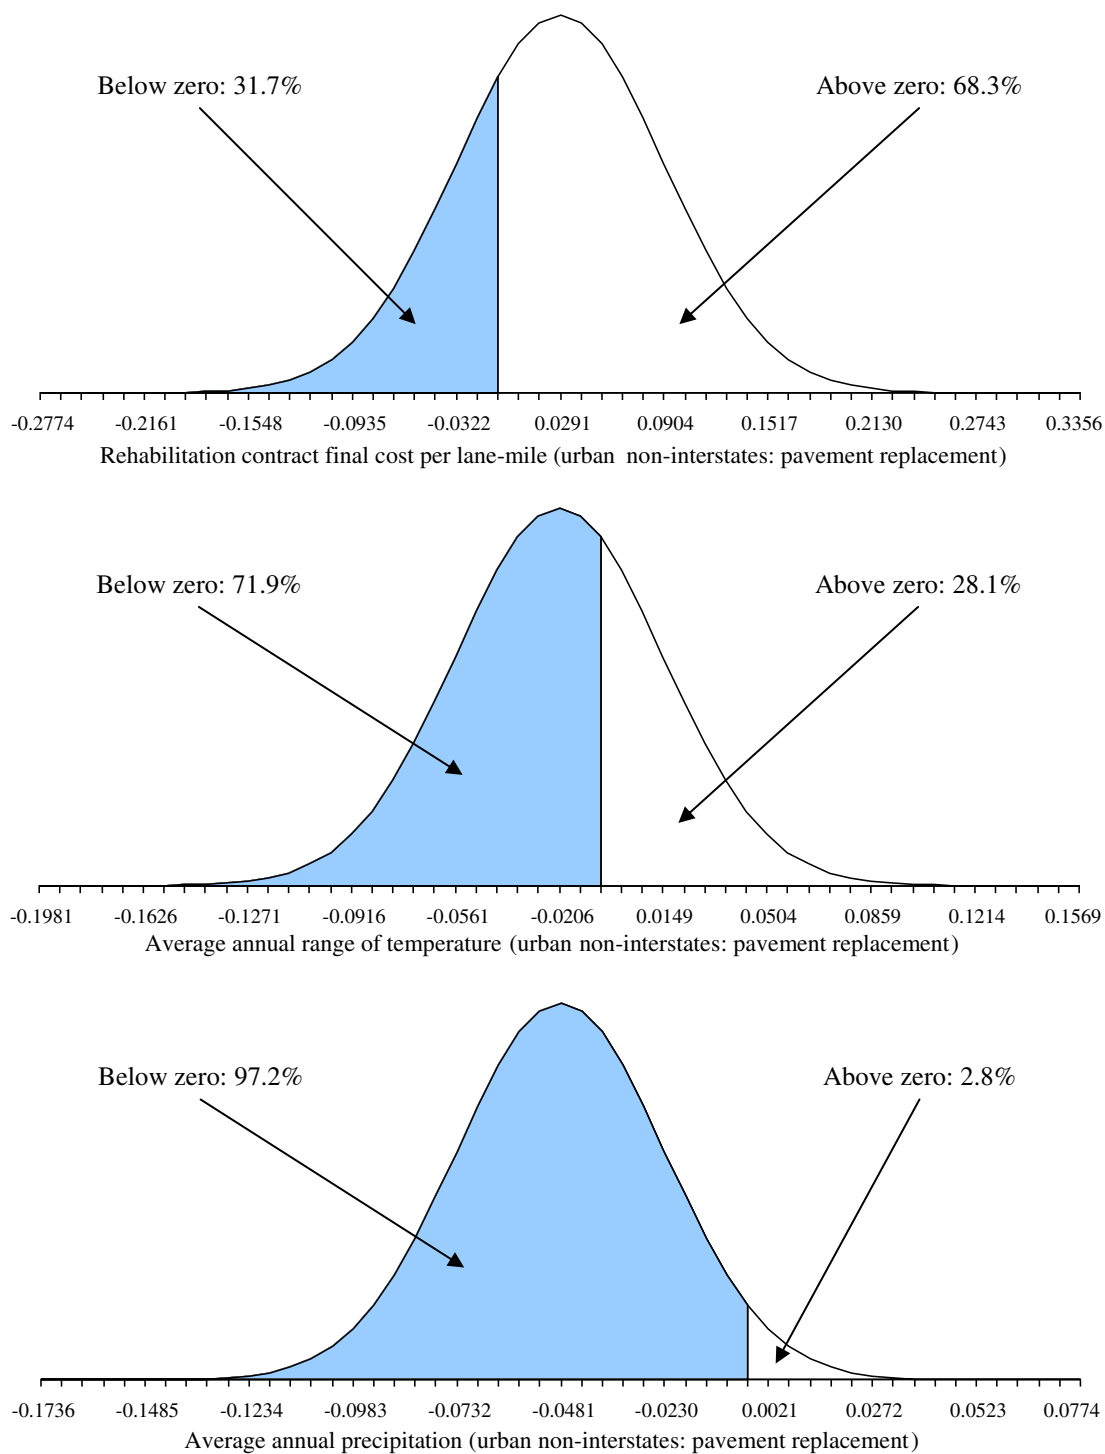 Below zero: 31.7%
Above zero: 68.3%
-0.2774 -0.2161 -0.1548 -0.0935 -0.0322 0.0291 0.0904 0.1517 0.2130 0.2743 0.3356
Rehabilitation contract final cost per lane-mile (urban non-interstates: pavement replacement)
Below zero: 71.9%
Above zero: 28.1%
-0.1981 -0.1626 -0.1271 -0.0916 -0.0561 -0.0206 0.0149 0.0504 0.0859 0.1214 0.1569
Average annual range of temperature (urban non-interstates: pavement replacement)
Below zero: 97.2%
Above zero: 2.8%
-0.1736 -0.1485 -0.1234 -0.0983 -0.0732 -0.0481 -0.0230 0.0021 0.0272 0.0523 0.0774
Average annual precipitation (urban non-interstates: pavement replacement)